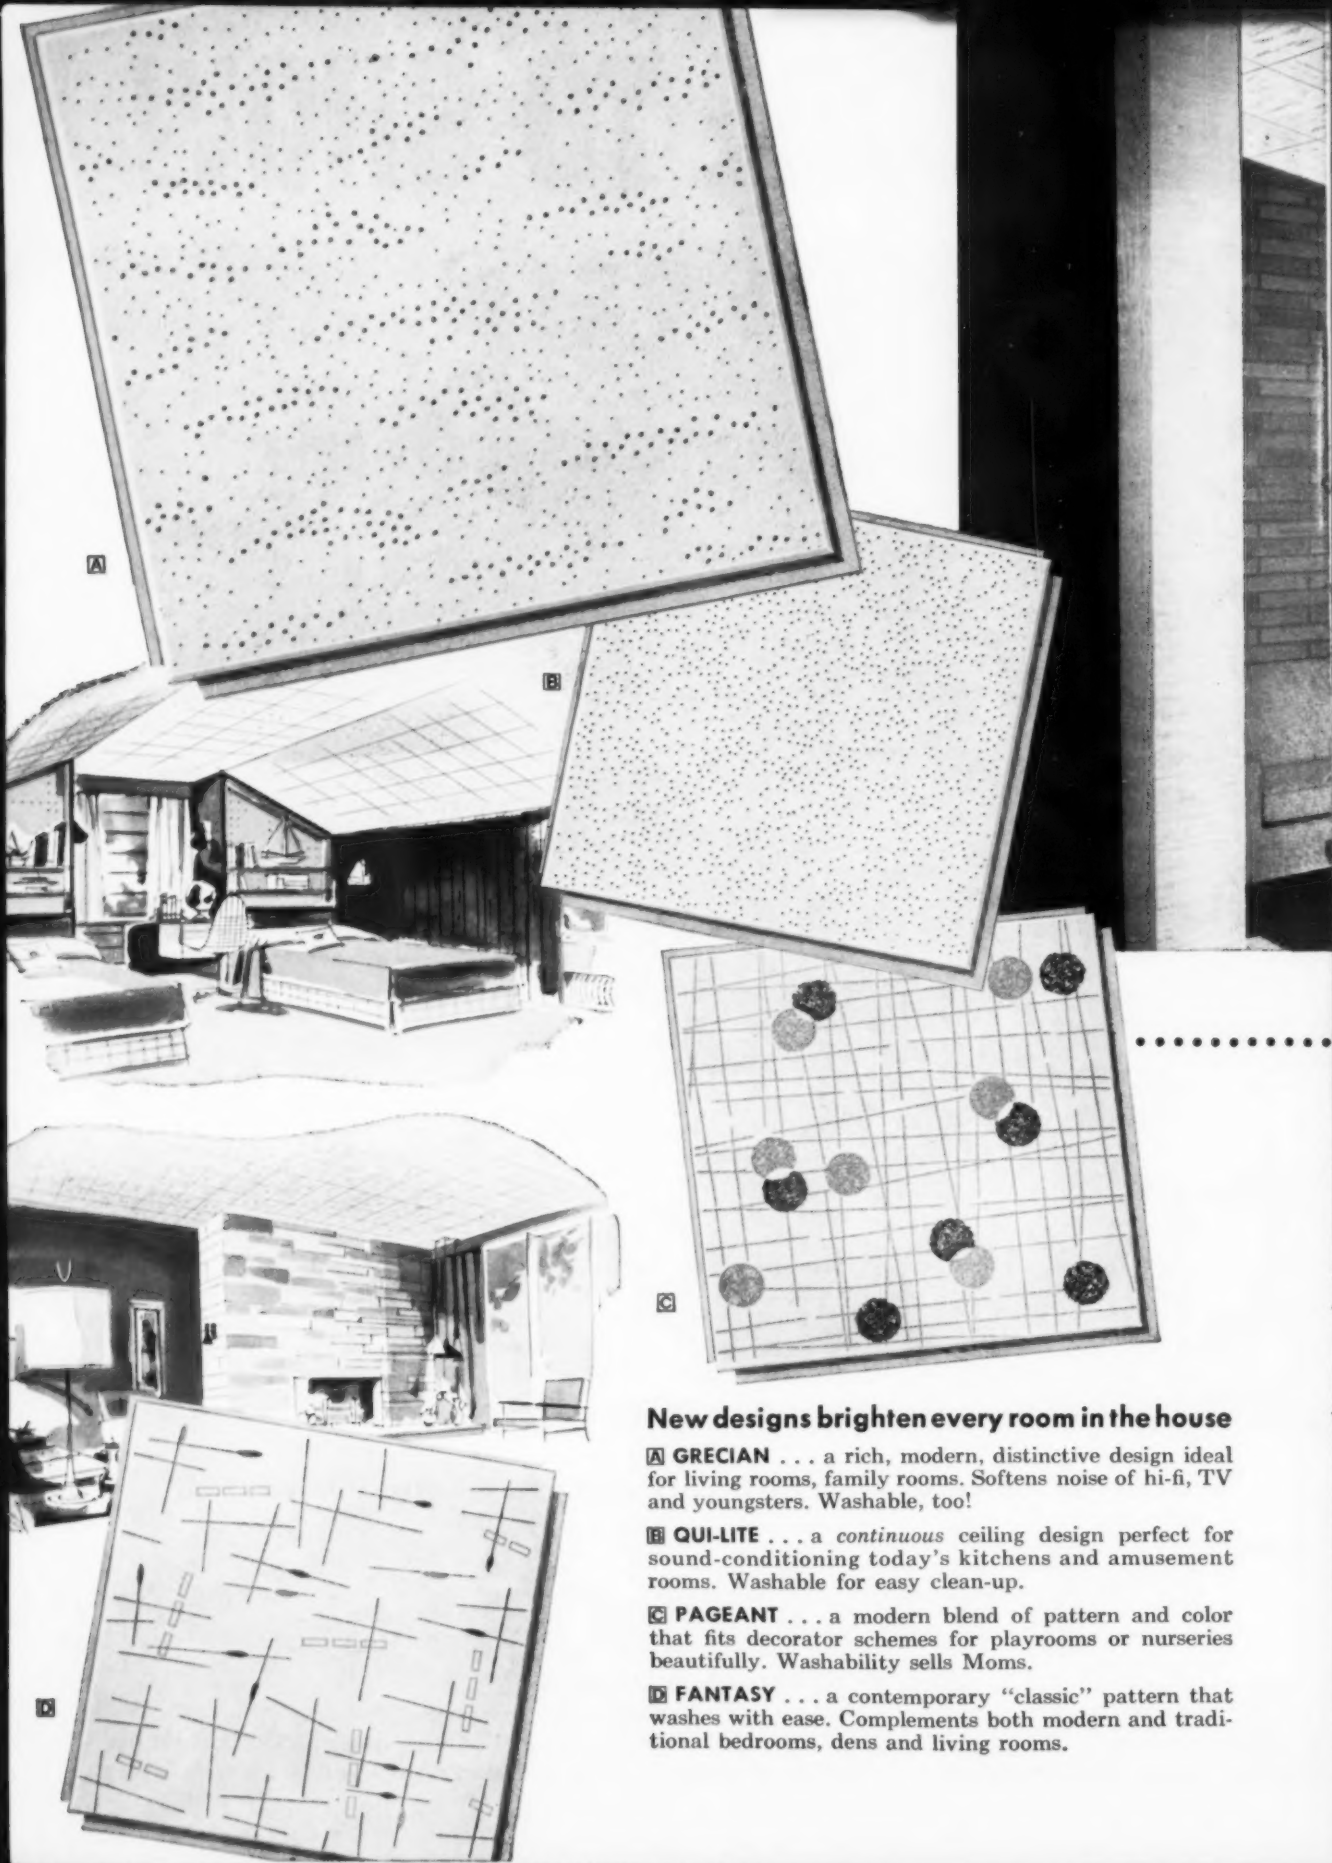 A
B
C
D
New designs brighten every room in the house
A GRECIAN . . . a rich, modern, distinctive design ideal
for living rooms, family rooms. Softens noise of hi-fi, TV
and youngsters. Washable, too!
B QUI-LITE . . . a continuous ceiling design perfect for
sound-conditioning today's kitchens and amusement
rooms. Washable for easy clean-up.
C PAGEANT . . . a modern blend of pattern and color
that fits decorator schemes for playrooms or nurseries
beautifully. Washability sells Moms.
D FANTASY . . . a contemporary "classic" pattern that
washes with ease. Complements both modern and tradi-
tional bedrooms, dens and living rooms.